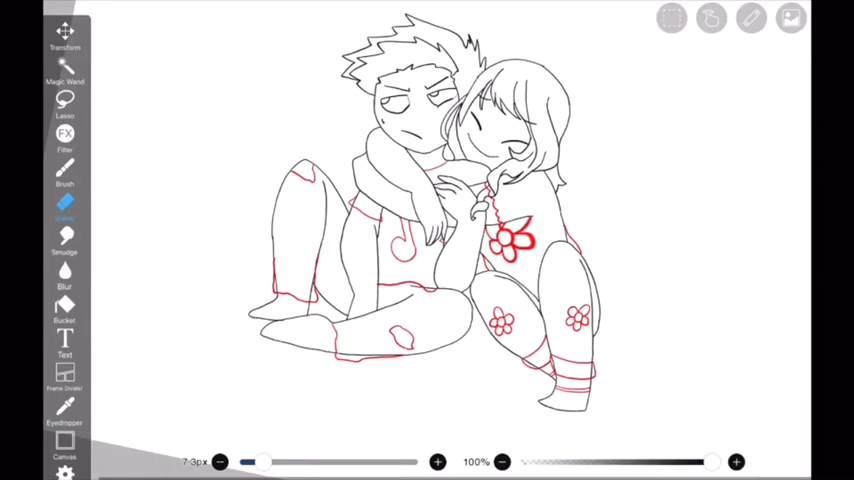 Transform
Magic Wand
Lasso
FX
Filter
Brush
Eraser
Smudge
Blur
Bucket
T
Text
Frame Divider
Eyedropper
Canvas
7.3px
100%